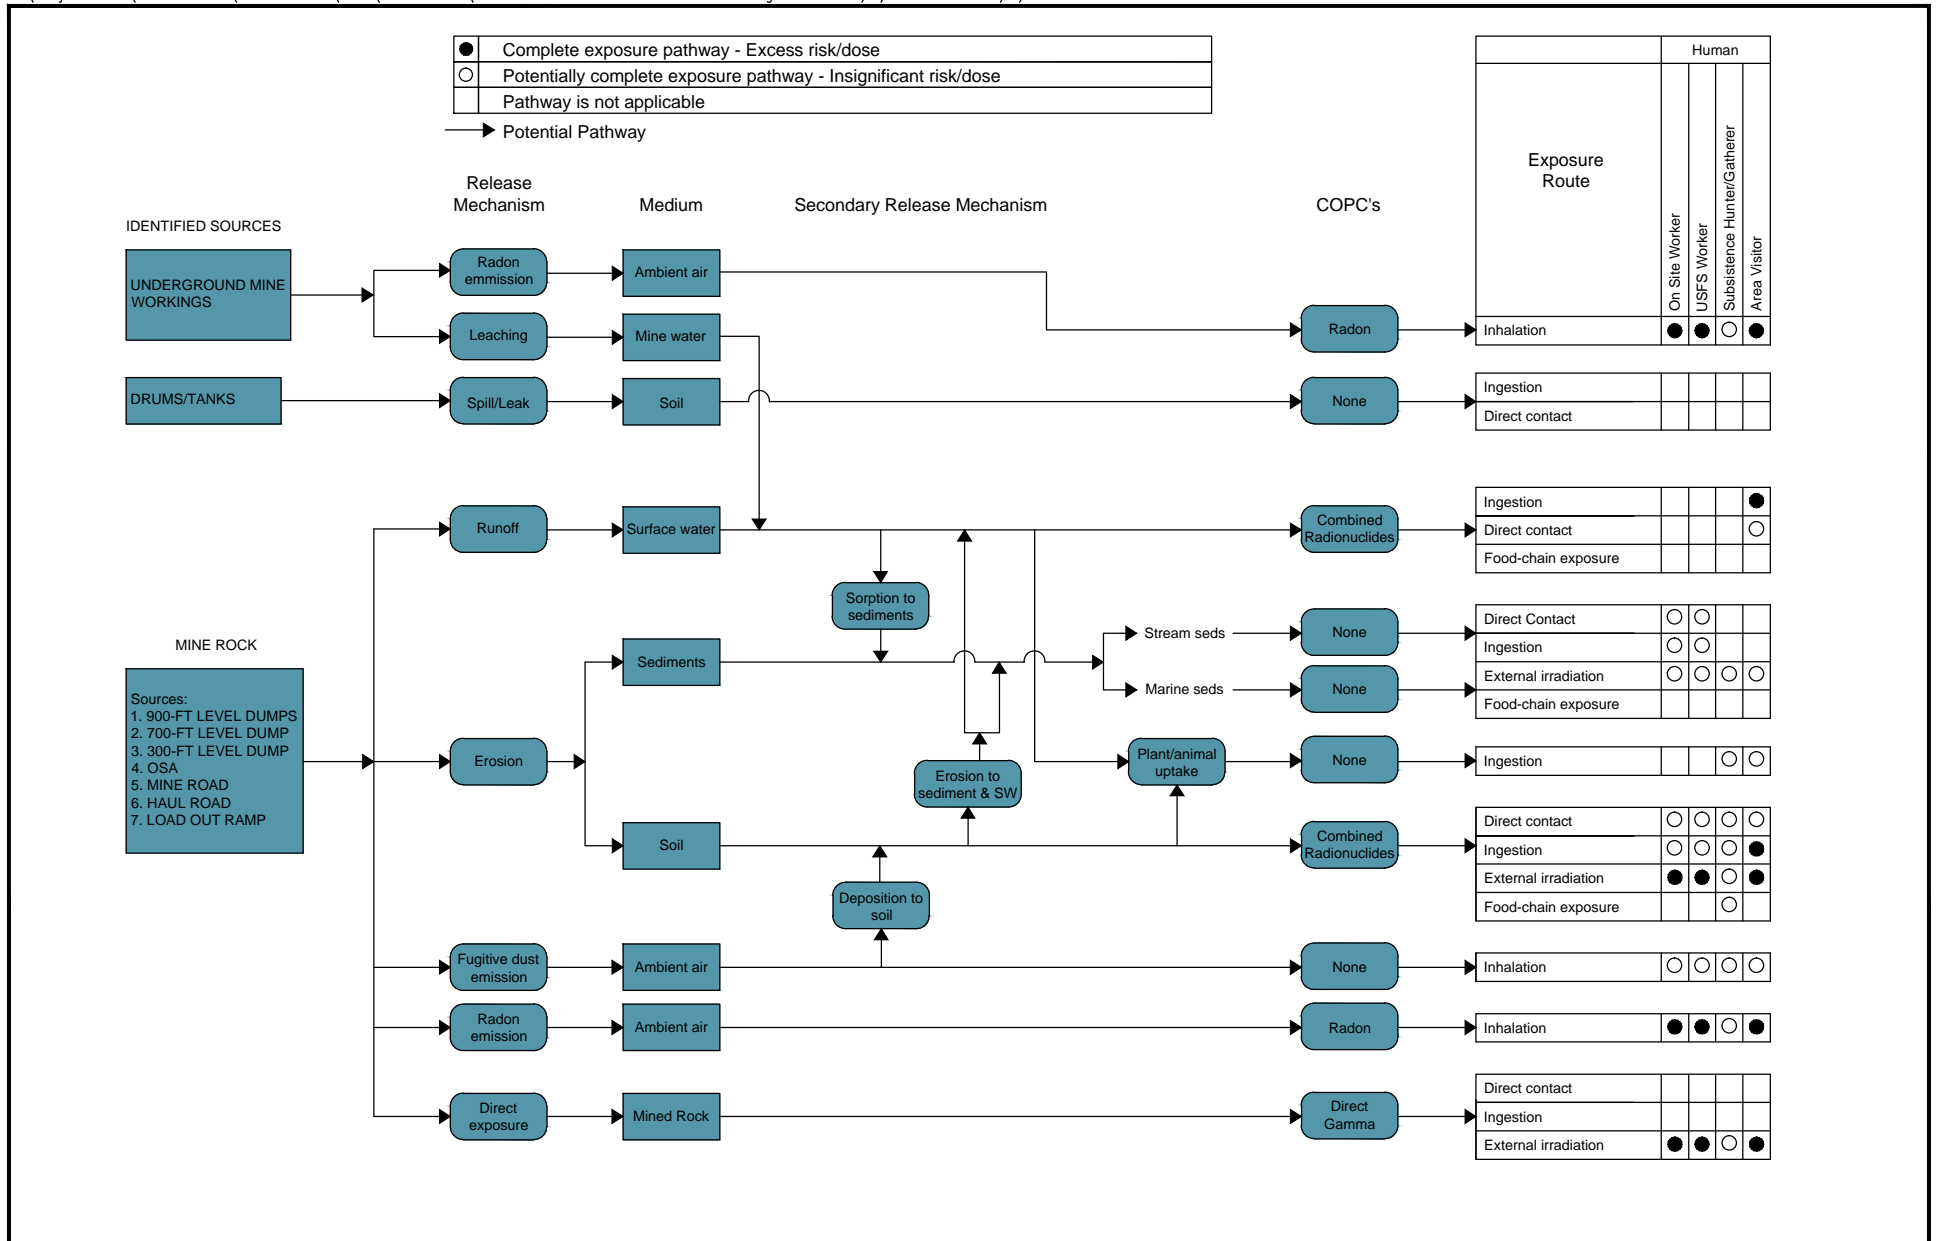 Complete exposure pathway - Excess risk/dose
Potentially complete exposure pathway - Insignificant risk/dose
Pathway is not applicable
Potential Pathway
Human
Exposure
Route
On Site Worker
USFS Worker
Subsistence Hunter/Gatherer
Area Visitor
Release
Mechanism
Medium
Secondary Release Mechanism
COPC's
IDENTIFIED SOURCES
UNDERGROUND MINE
WORKINGS
Radon
emmission
Ambient air
Radon
Inhalation
Leaching
Mine water
DRUMS/TANKS
Spill/Leak
Soil
None
Ingestion
Direct contact
Runoff
Surface water
Combined
Radionuclides
Ingestion
Direct contact
Food-chain exposure
Sorption to
sediments
MINE ROCK
Sources:
1. 900-FT LEVEL DUMPS
2. 700-FT LEVEL DUMP
3. 300-FT LEVEL DUMP
4. OSA
5. MINE ROAD
6. HAUL ROAD
7. LOAD OUT RAMP
Sediments
Stream seds
None
Marine seds
None
Direct Contact
Ingestion
External irradiation
Food-chain exposure
Erosion
Erosion to
sediment & SW
Plant/animal
uptake
None
Ingestion
Soil
Combined
Radionuclides
Direct contact
Ingestion
External irradiation
Food-chain exposure
Deposition to
soil
Fugitive dust
emission
Ambient air
None
Inhalation
Radon
emission
Ambient air
Radon
Inhalation
Direct
exposure
Mined Rock
Direct
Gamma
Direct contact
Ingestion
External irradiation